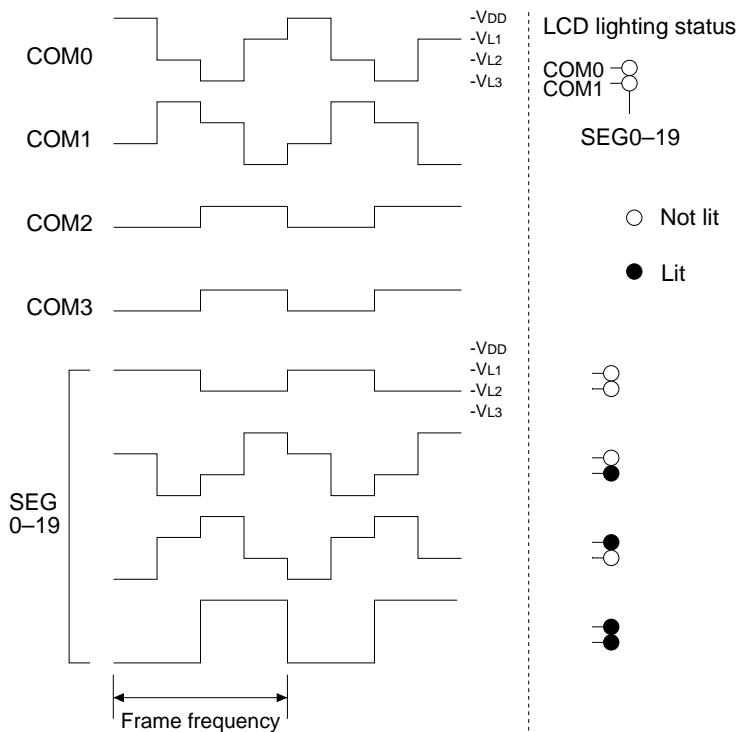 COM0
-VDD
-VL1
-VL2
-VL3
COM1
COM2
COM3
-VDD
-VL1
-VL2
-VL3
SEG
0–19
Frame frequency
LCD lighting status
COM0
COM1
SEG0–19
Not lit
Lit